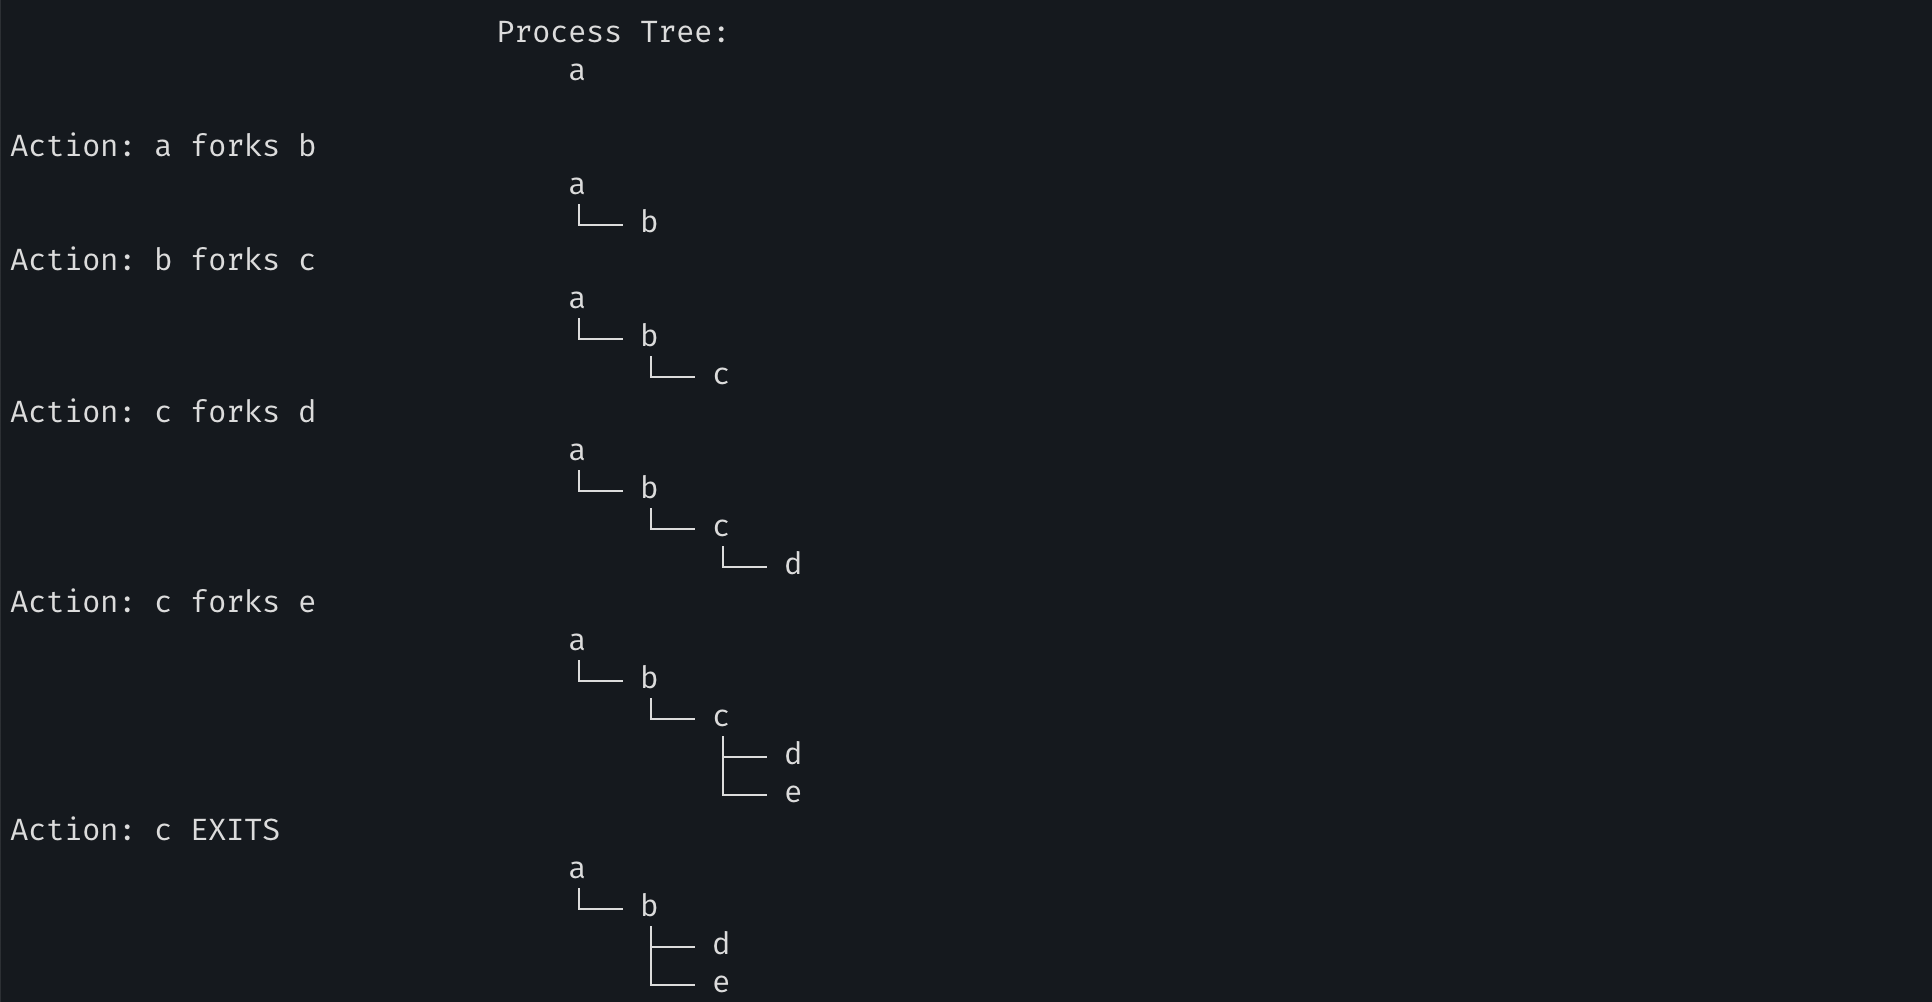 Process Tree:
a
Action: a forks b
a
└── b
Action: b forks c
a
└── b
└── c
Action: c forks d
a
└── b
└── c
└── d
Action: c forks e
a
└── b
└── c
├── d
└── e
Action: c EXITS
a
└── b
├── d
└── e